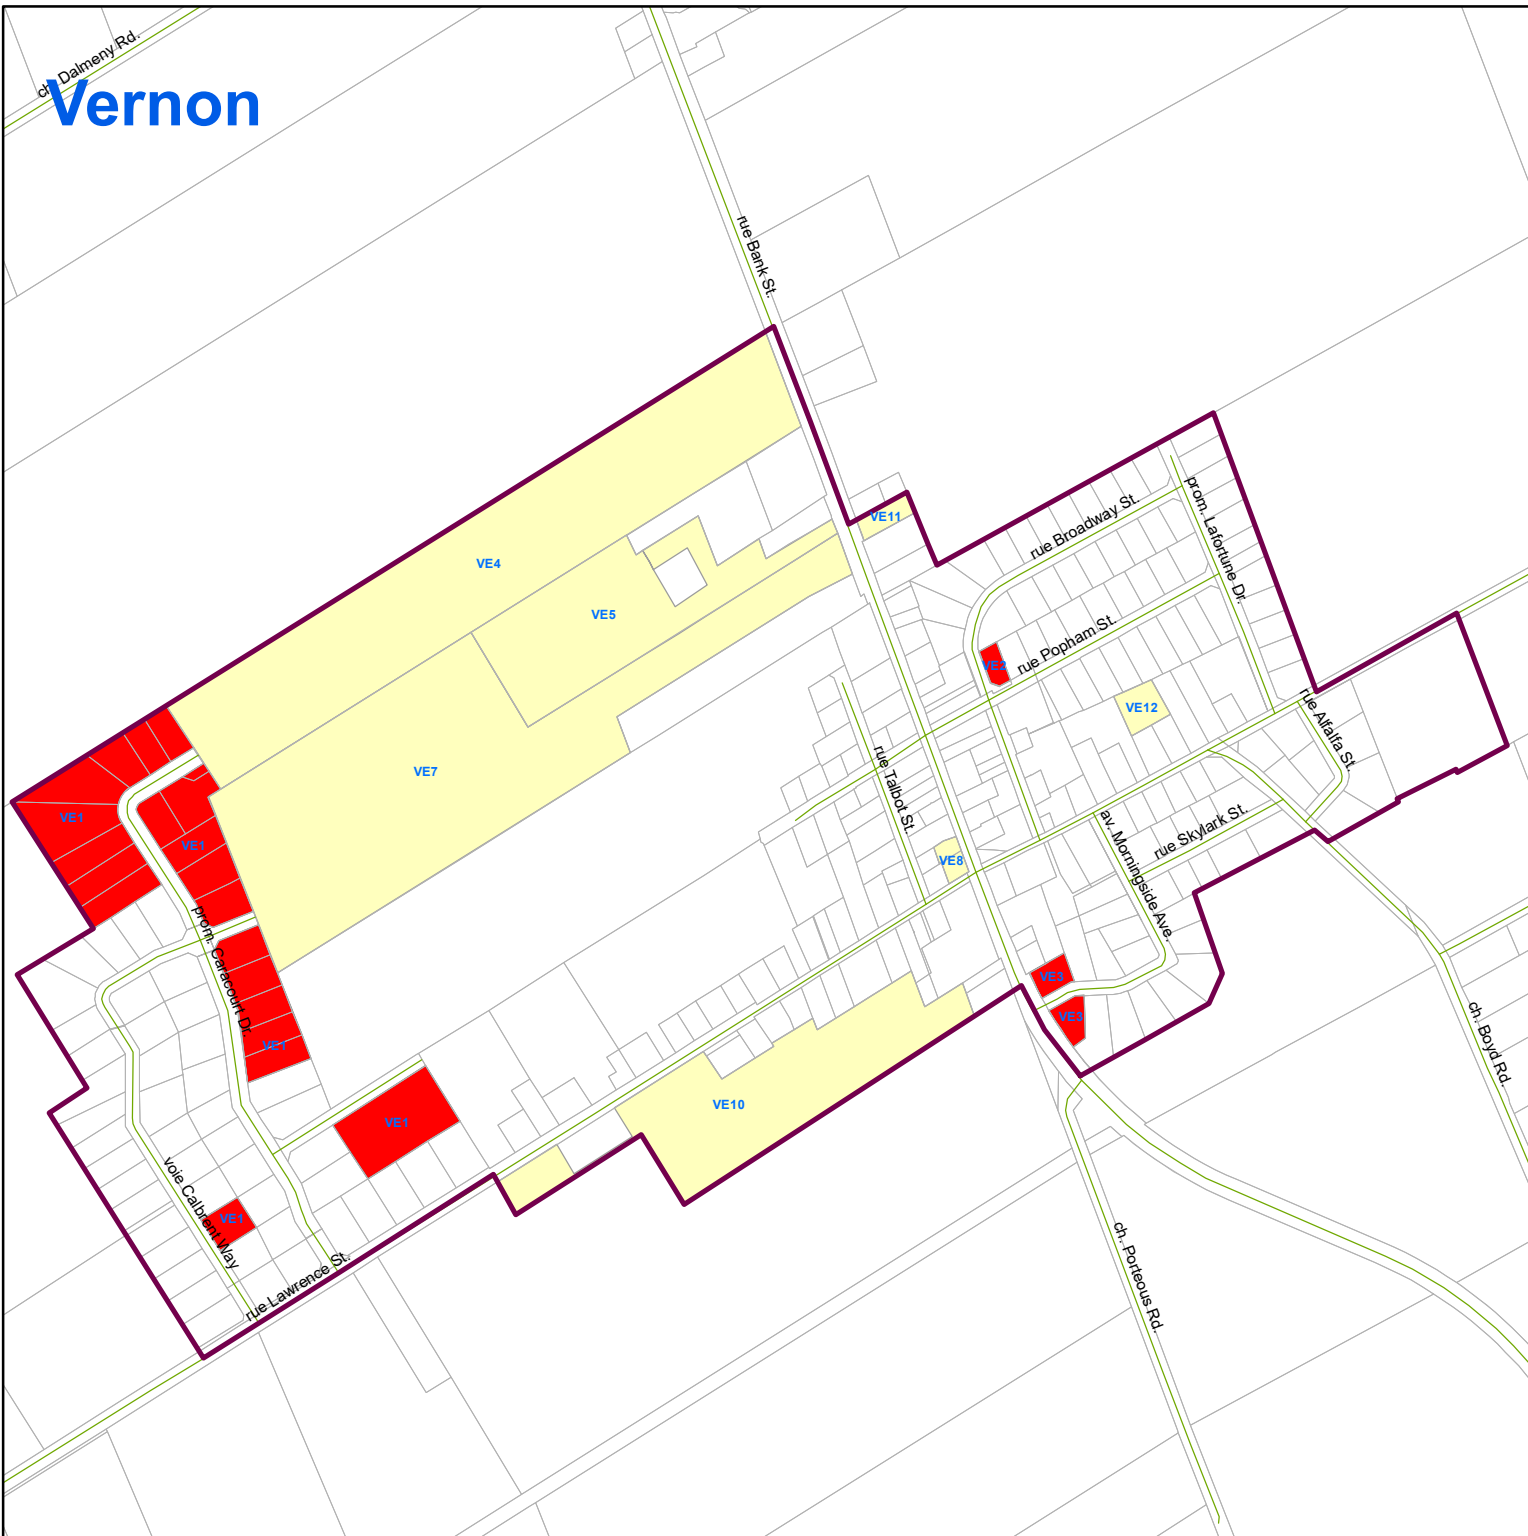 ch. Dalmeny Rd.
Vernon
rue Bank St.
VE4
VE11
rue Broadway St.
prom. Lafortune Dr.
VE5
rue Popham St.
VE2
VE12
rue Alfalfa St.
VE7
rue Talbot St.
VE1
VE1
av. Morningside Ave.
rue Skylark St.
VE8
prom. Caracourt Dr.
VE3
VE3
VE1
ch. Boyd Rd.
VE10
VE1
voie Calbrent Way
VE1
rue Lawrence St.
ch. Porteous Rd.